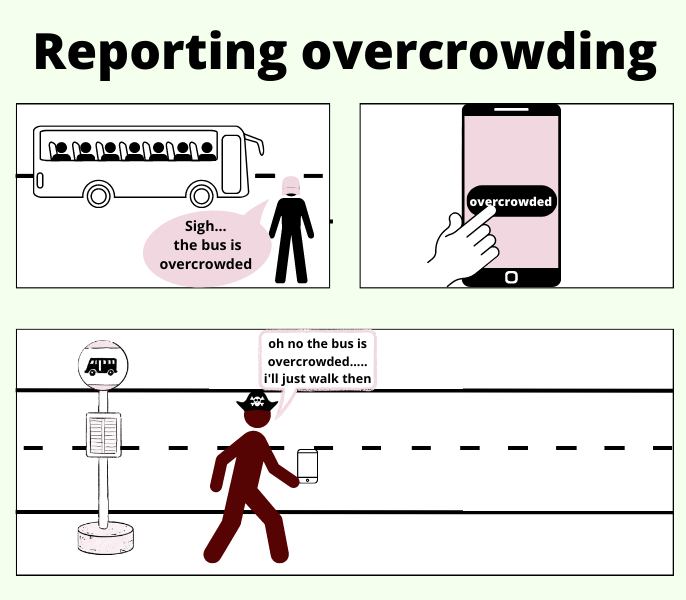 Reporting overcrowding
Sigh...
the bus is
overcrowded
overcrowded
oh no the bus is
overcrowded.....
i'll just walk then